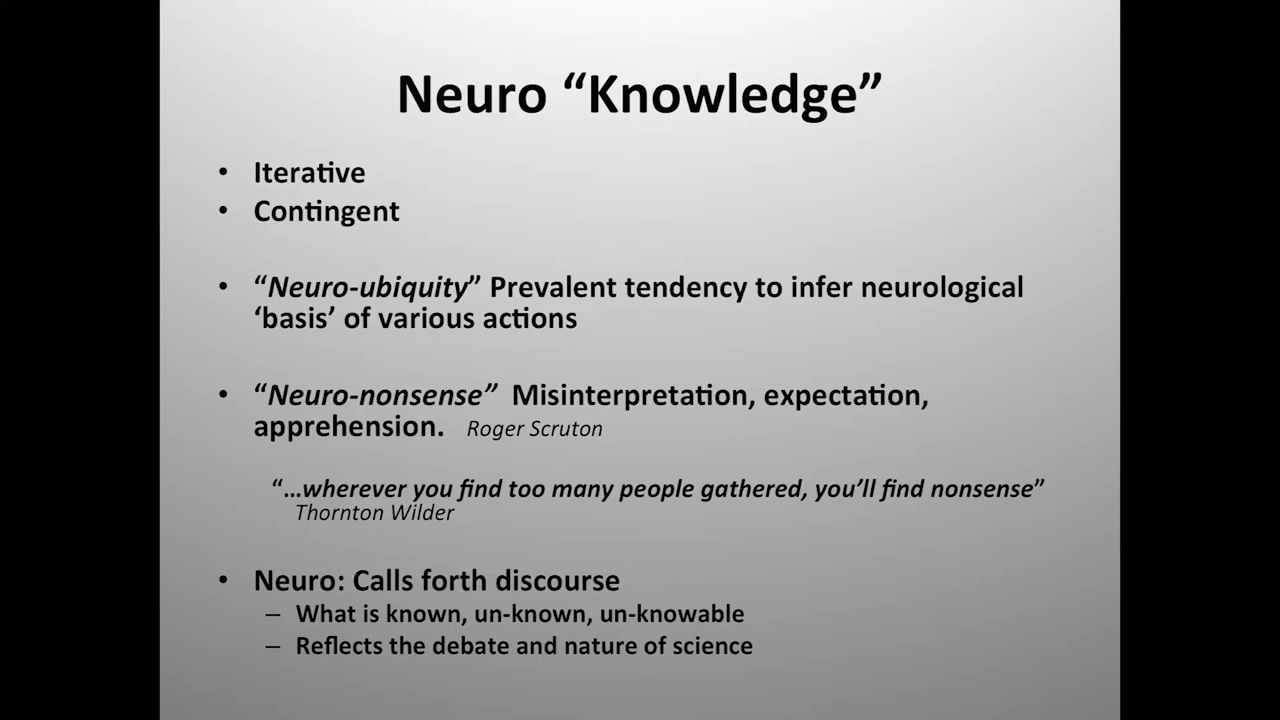 Neuro “Knowledge”
• Iterative
• Contingent
• “Neuro-ubiquity” Prevalent tendency to infer neurological
‘basis’ of various actions
• “Neuro-nonsense” Misinterpretation, expectation,
apprehension. Roger Scruton
“…wherever you find too many people gathered, you’ll find nonsense”
Thornton Wilder
• Neuro: Calls forth discourse
– What is known, un-known, un-knowable
– Reflects the debate and nature of science